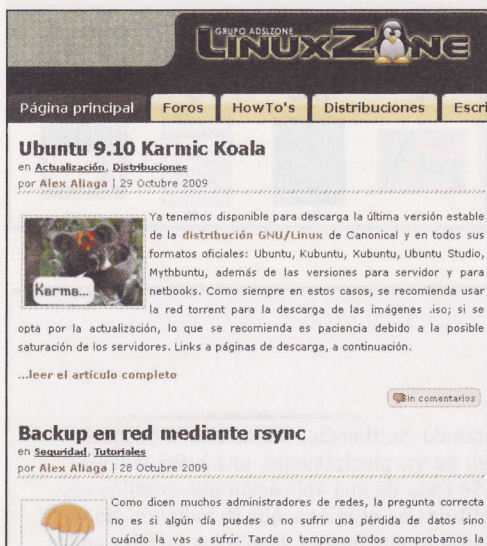 GRUPO ADSLZONE
LINUXZONE
Página principal
Foros
HowTo's
Distribuciones
Escri
Ubuntu 9.10 Karmic Koala
en Actualización, Distribuciones
por Alex Aliaga | 29 Octubre 2009
Karma...
Ya tenemos disponible para descarga la última versión estable
de la distribución GNU/Linux de Canonical y en todos sus
formatos oficiales: Ubuntu, Kubuntu, Xubuntu, Ubuntu Studio,
Mythbuntu, además de las versiones para servidor y para
netbooks. Como siempre en estos casos, se recomienda usar
la red torrent para la descarga de las imágenes .iso; si se
opta por la actualización, lo que se recomienda es paciencia debido a la posible
saturación de los servidores. Links a páginas de descarga, a continuación.
...leer el artículo completo
Sin comentarios
Backup en red mediante rsync
en Seguridad, Tutoriales
por Alex Aliaga | 28 Octubre 2009
Como dicen muchos administradores de redes, la pregunta correcta
no es si algún día puedes o no sufrir una pérdida de datos sino
cuándo la vas a sufrir. Tarde o temprano todos comprobamos la